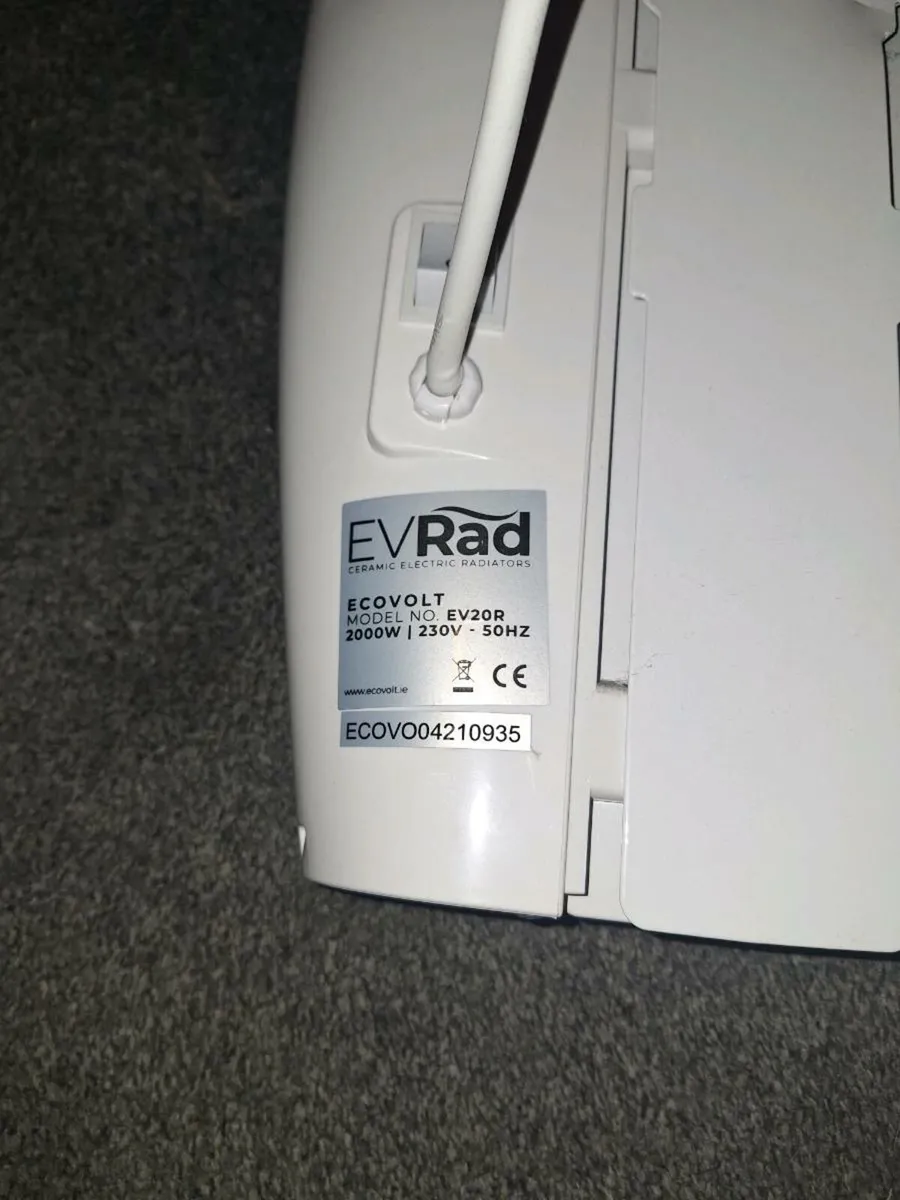 EVRad
CERAMIC ELECTRIC RADIATORS
ECOVOLT
MODEL NO. EV20R
2000W | 230V - 50HZ
www.ecovolt.ie
CE
ECOVO04210935